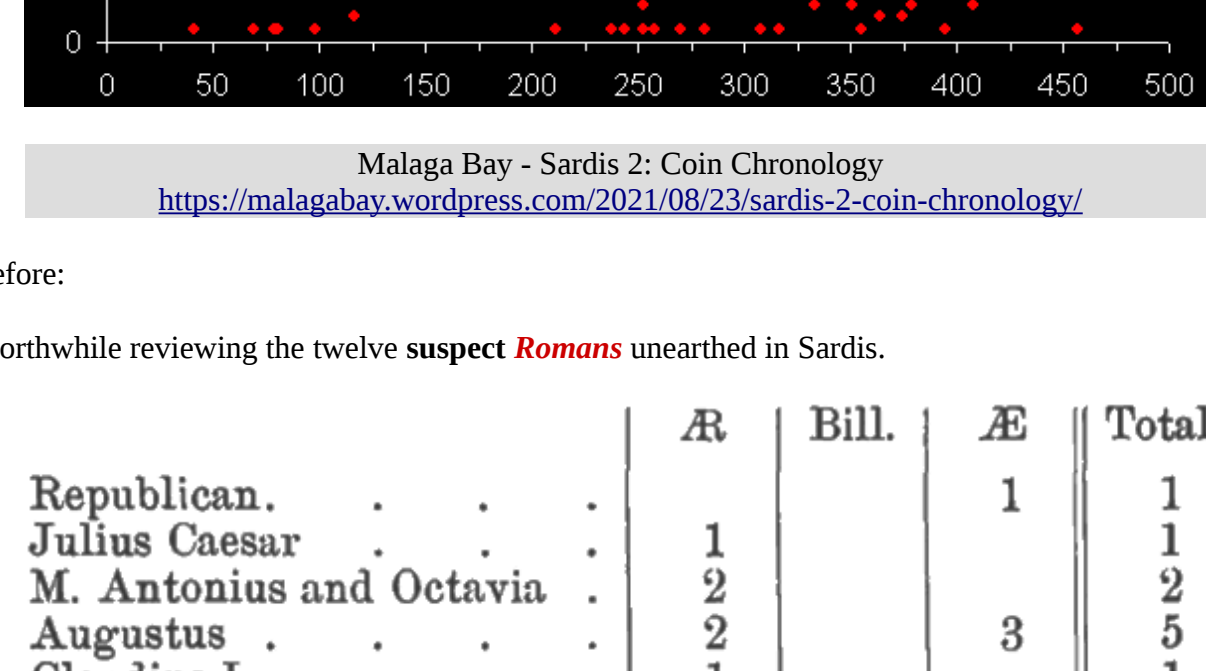 0
0 50 100 150 200 250 300 350 400 450 500
Malaga Bay - Sardis 2: Coin Chronology
https://malagabay.wordpress.com/2021/08/23/sardis-2-coin-chronology/
efore:
orthwhile reviewing the twelve suspect Romans unearthed in Sardis.
Æ Bill. Æ Total
Republican. . . . 1 1
Julius Caesar . . . 1 1
M. Antonius and Octavia . 2 2
Augustus . . . . 2 3 5